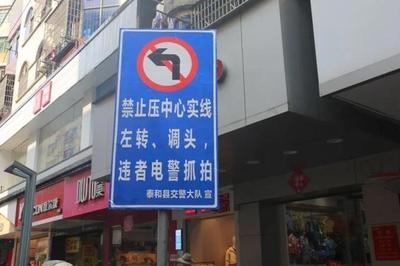 禁止压中心实线
左转、调头，
违者电警抓拍
泰和县交警大队 宣